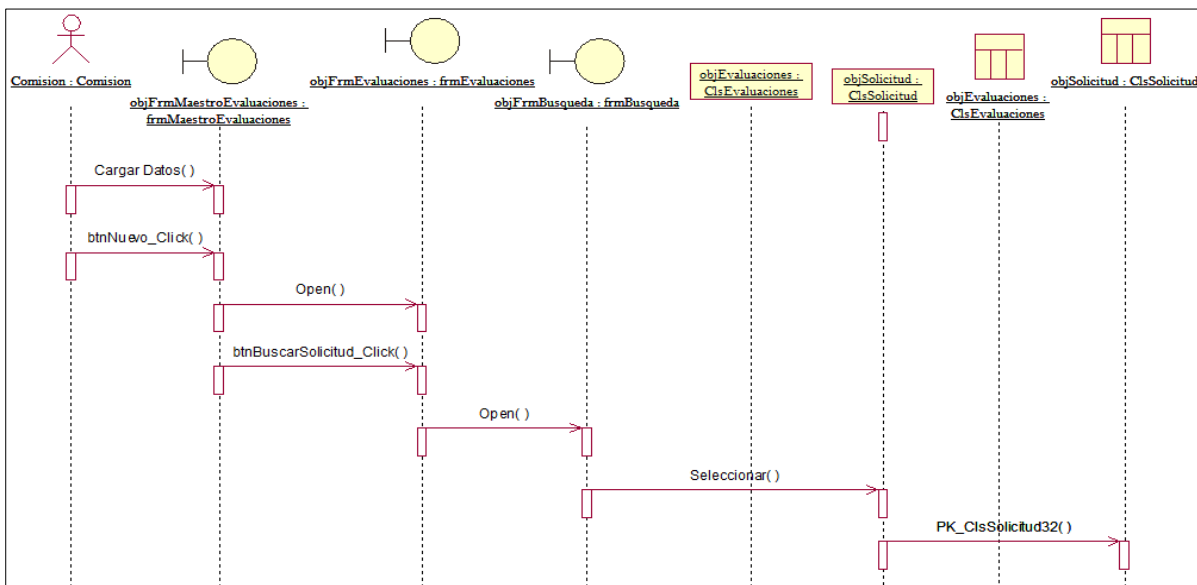 Comision : Comision
objFrmMaestroEvaluaciones :
frmMaestroEvaluaciones
objFrmEvaluaciones : frmEvaluaciones
objFrmBusqueda : frmBusqueda
objEvaluaciones :
ClsEvaluaciones
objSolicitud :
ClsSolicitud
objEvaluaciones :
ClsEvaluaciones
objSolicitud : ClsSolicitud
Cargar Datos( )
btnNuevo_Click( )
Open( )
btnBuscarSolicitud_Click( )
Open( )
Seleccionar( )
PK_ClsSolicitud32( )